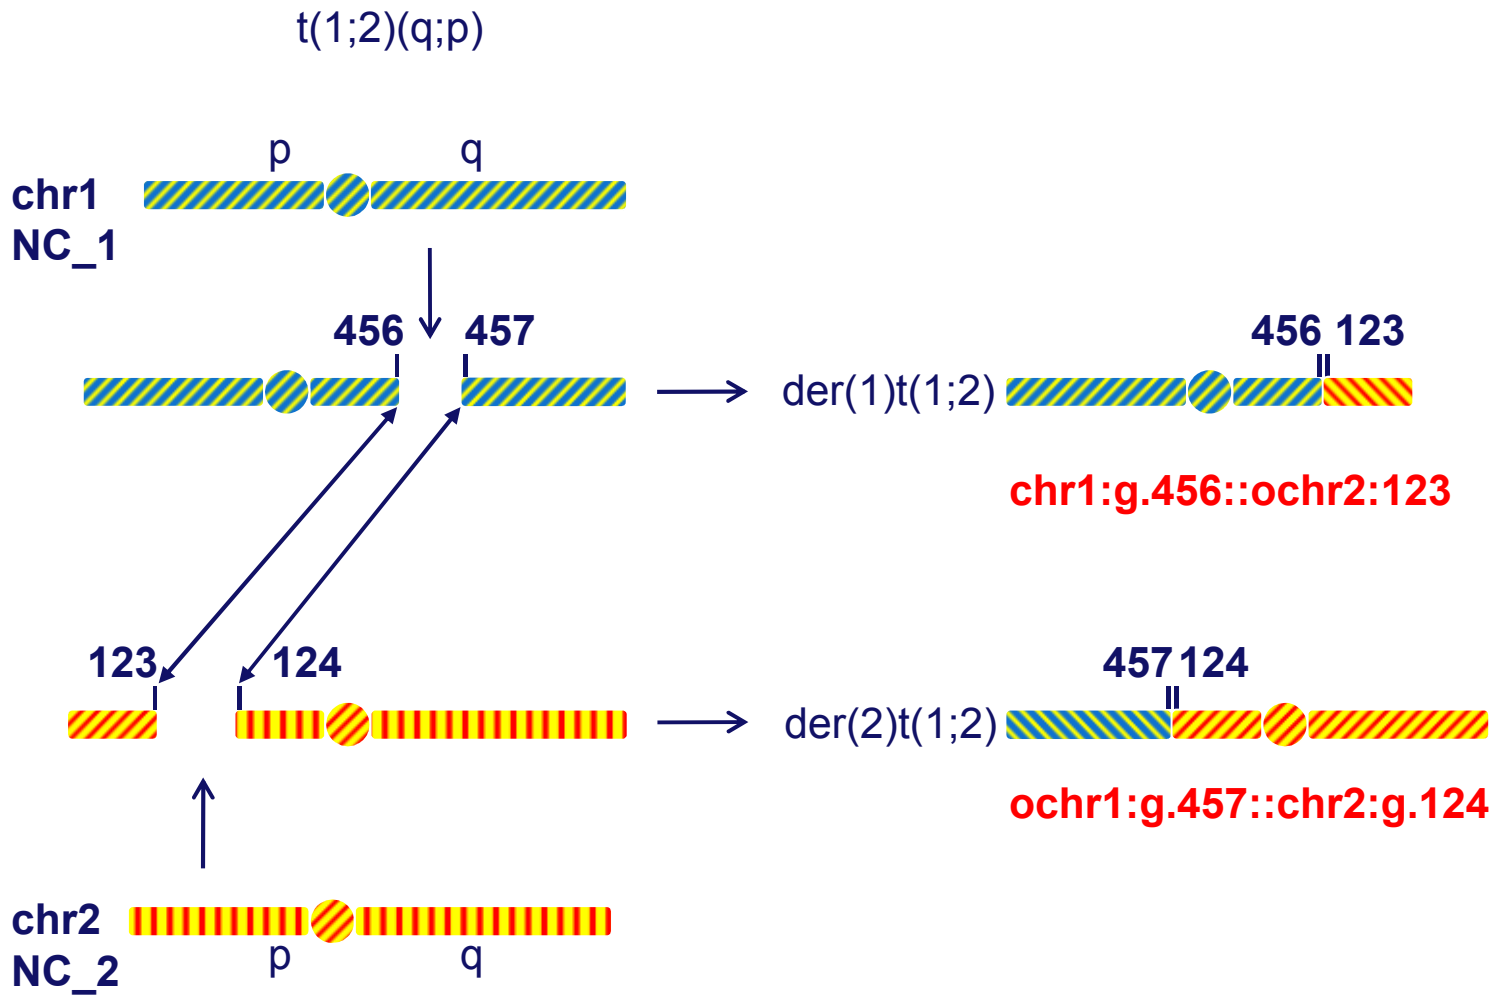 t(1;2)(q;p)
p q
chr1
NC_1
456 457
456 123
der(1)t(1;2)
chr1:g.456::ochr2:123
123 124
457 124
der(2)t(1;2)
ochr1:g.457::chr2:g.124
chr2
NC_2
p q